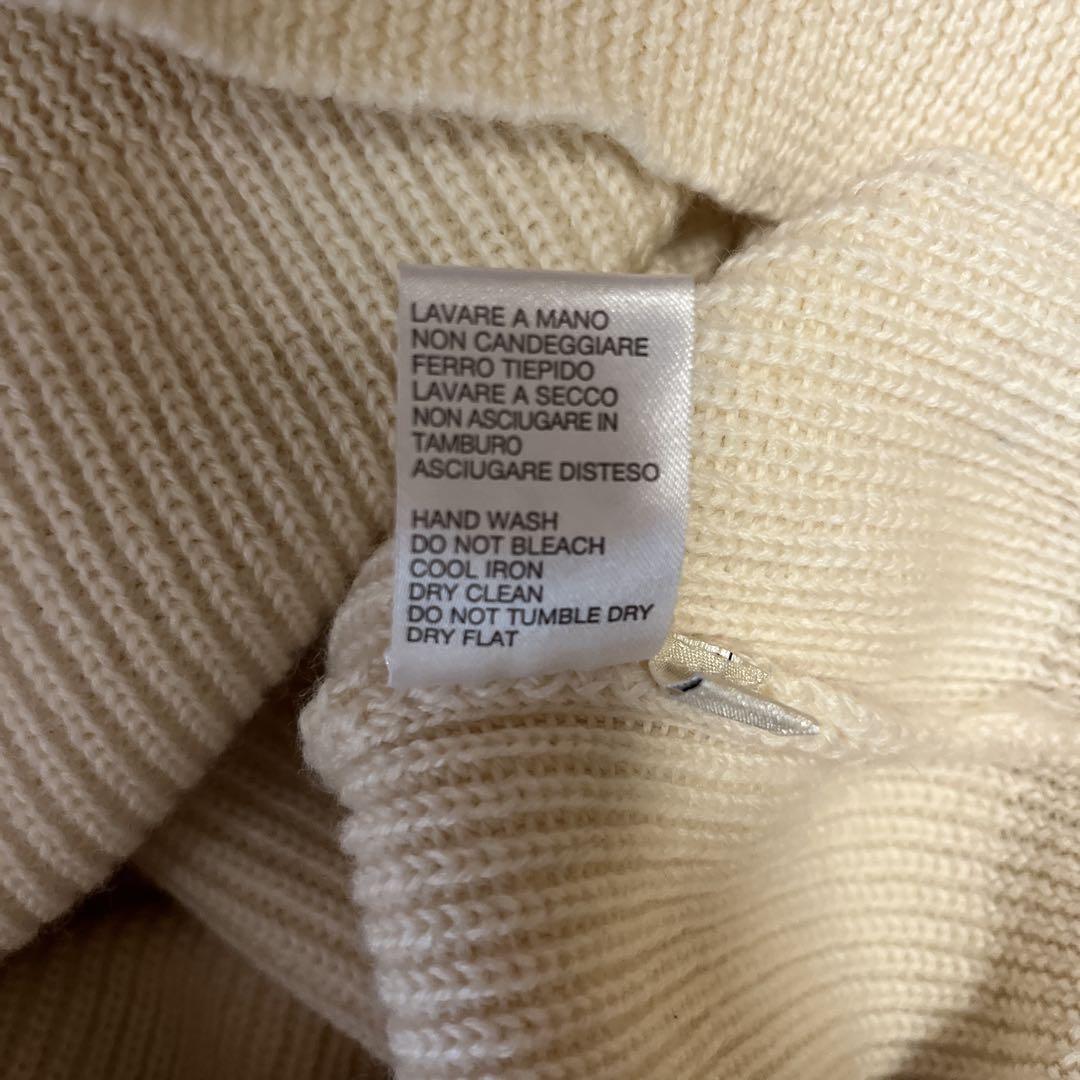 LAVARE A MANO
NON CANDEGGIARE
FERRO TIEPIDO
LAVARE A SECCO
NON ASCIUGARE IN
TAMBURO
ASCIUGARE DISTESO
HAND WASH
DO NOT BLEACH
COOL IRON
DRY CLEAN
DO NOT TUMBLE DRY
DRY FLAT